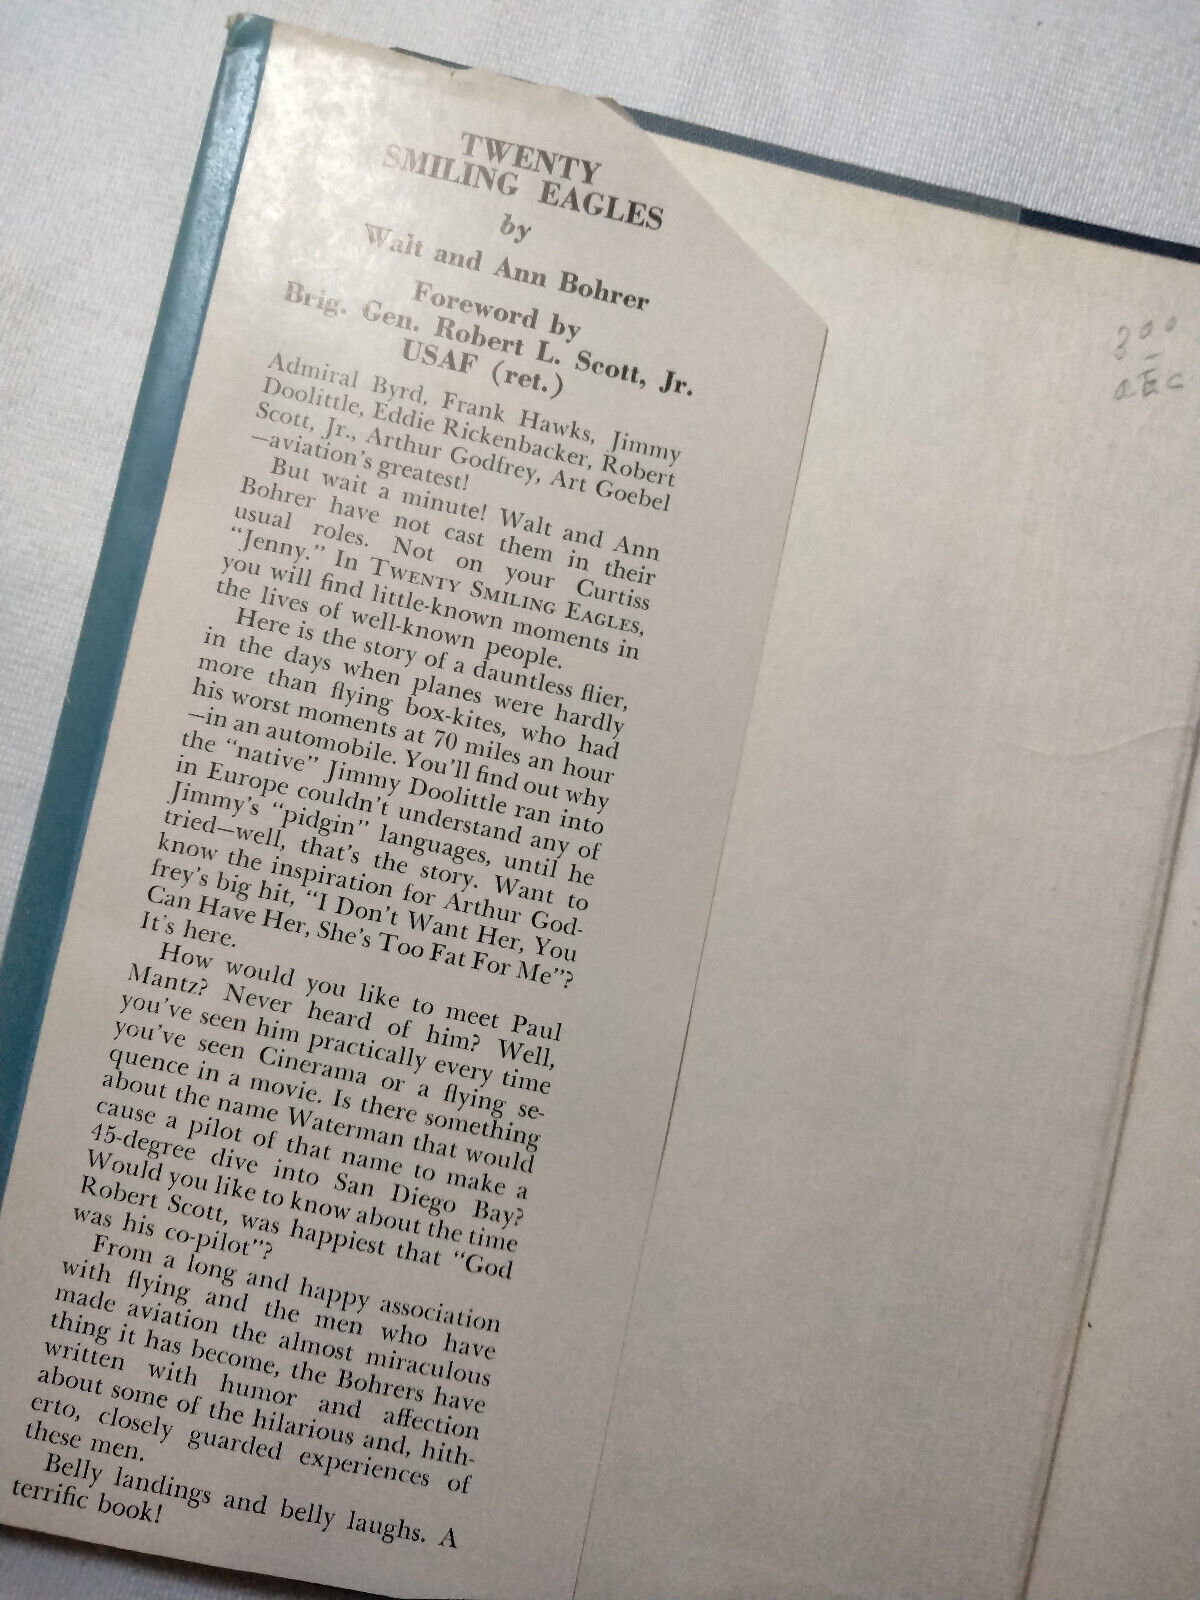 TWENTY
SMILING EAGLES
by
Walt and Ann Bohrer
Foreword by
Brig. Gen. Robert L. Scott, Jr.
USAF (ret.)
Admiral Byrd, Frank Hawks, Jimmy
Doolittle, Eddie Rickenbacker, Robert
Scott, Jr., Arthur Godfrey, Art Goebel
—aviation's greatest!
But wait a minute! Walt and Ann
Bohrer have not cast them in their
usual roles. Not on your Curtiss
"Jenny." In TWENTY SMILING EAGLES,
you will find little-known moments in
the lives of well-known people.
Here is the story of a dauntless flier,
in the days when planes were hardly
more than flying box-kites, who had
his worst moments at 70 miles an hour
—in an automobile. You'll find out why
the "native" Jimmy Doolittle ran into
in Europe couldn't understand any of
Jimmy's "pidgin" languages, until he
tried—well, that's the story. Want to
know the inspiration for Arthur God-
frey's big hit, "I Don't Want Her, You
Can Have Her, She's Too Fat For Me"?
It's here.
How would you like to meet Paul
Mantz? Never heard of him? Well,
you've seen him practically every time
you've seen Cinerama or a flying se-
quence in a movie. Is there something
about the name Waterman that would
cause a pilot of that name to make a
45-degree dive into San Diego Bay?
Would you like to know about the time
Robert Scott, was happiest that "God
was his co-pilot"?
From a long and happy association
with flying and the men who have
made aviation the almost miraculous
thing it has become, the Bohrers have
written with humor and affection
about some of the hilarious and, hith-
erto, closely guarded experiences of
these men.
Belly landings and belly laughs. A
terrific book!